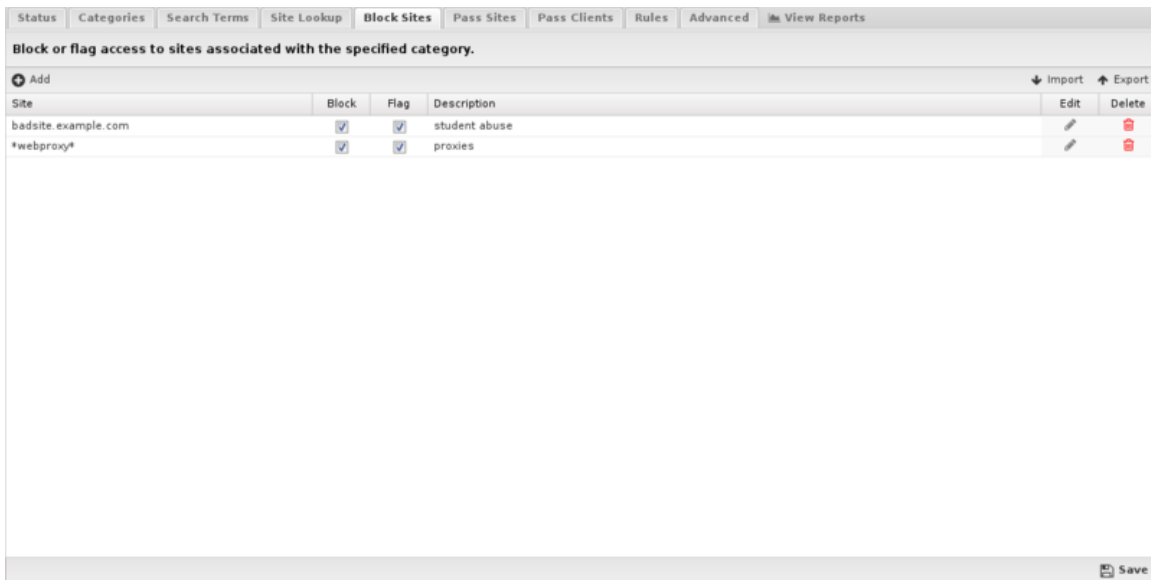 Status Categories Search Terms Site Lookup Block Sites Pass Sites Pass Clients Rules Advanced View Reports
Block or flag access to sites associated with the specified category.
Add Import Export
Site Block Flag Description Edit Delete
badsite.example.com student abuse
*webproxy* proxies
Save